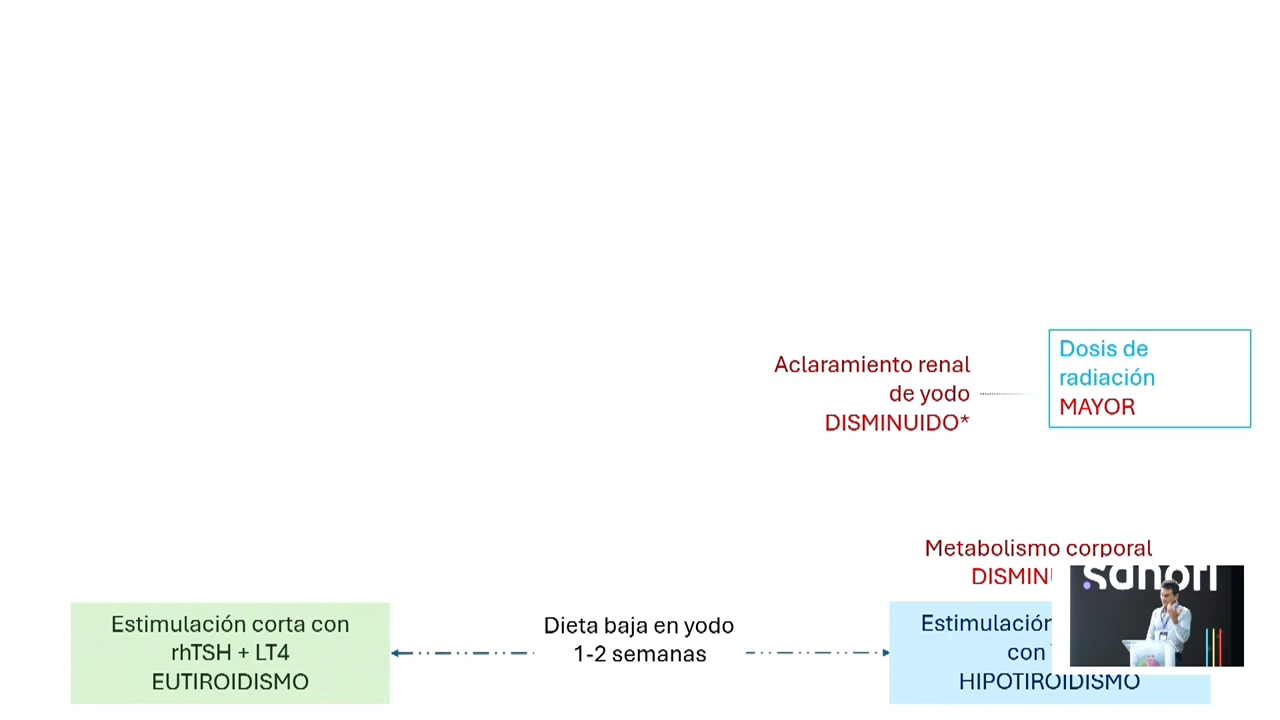 Aclaramiento renal
de yodo
DISMINUIDO*
Dosis de
radiación
MAYOR
Metabolismo corporal
sanofi
Estimulación corta con
rhTSH + LT4
EUTIROIDISMO
Dieta baja en yodo
1-2 semanas
Estimulación
con
HIPOTIROIDISMO